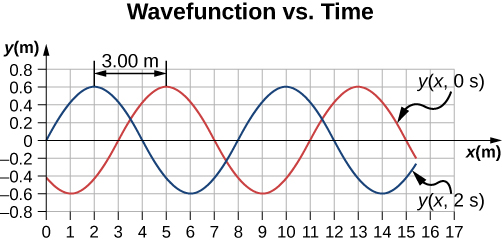 Wavefunction vs. Time
y(m)
3.00 m
0.8
0.6
0.4
0.2
0
−0.2
−0.4
−0.6
−0.8
y(x, 0 s)
x(m)
y(x, 2 s)
0 1 2 3 4 5 6 7 8 9 10 11 12 13 14 15 16 17